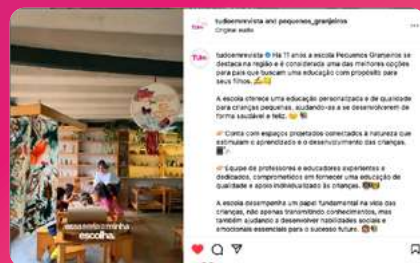 tudoemrevista and pequenos_granjeiros
Original audio
essa seria a minha
escolha.
tudoemrevista Há 11 anos a escola Pequenos Granjeiros se
destaca na região e é considerada uma das melhores opções
para pais que buscam uma educação com propósito para
seus filhos.
A escola oferece uma educação personalizada e de qualidade
para crianças pequenas, ajudando-as a se desenvolverem de
forma saudável e feliz.
Conta com espaços projetados conectados à natureza que
estimulam o aprendizado e o desenvolvimento das crianças.
Equipe de professores e educadores experientes e
dedicados, comprometidos em fornecer uma educação de
qualidade e apoio individualizado às crianças.
A escola desempenha um papel fundamental na vida das
crianças, não apenas transmitindo conhecimentos, mas
também ajudando a desenvolver habilidades sociais e
emocionais essenciais para o sucesso futuro.